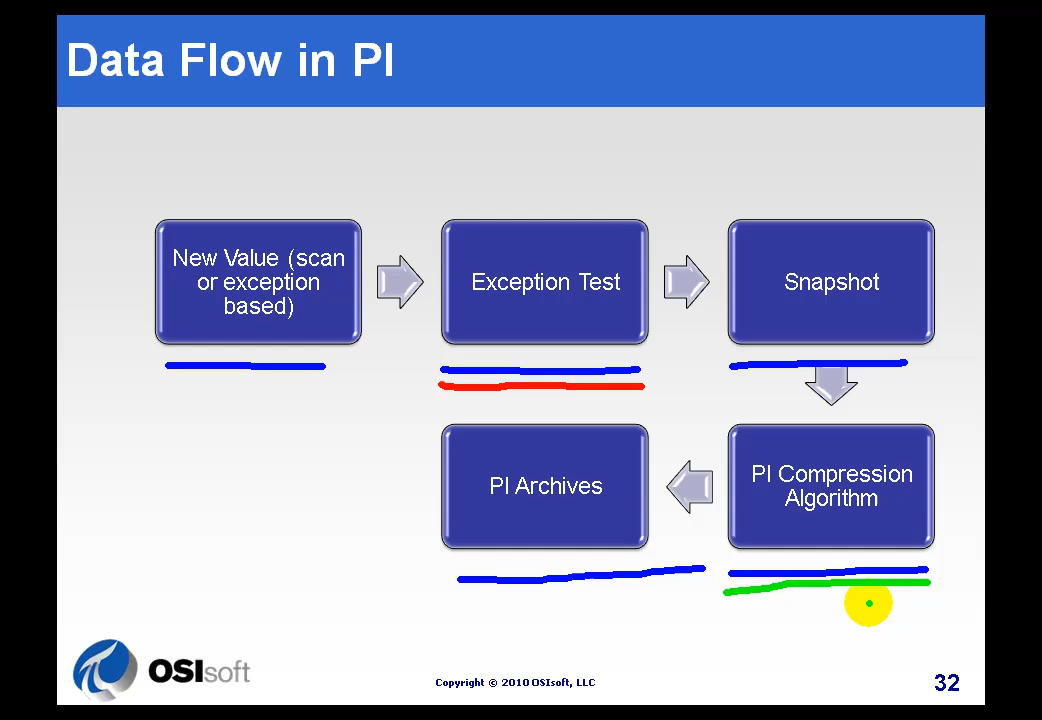 Data Flow in PI
New Value (scan
or exception
based)
Exception Test
Snapshot
PI Archives
PI Compression
Algorithm
OSIsoft
Copyright © 2010 OSIsoft, LLC
32